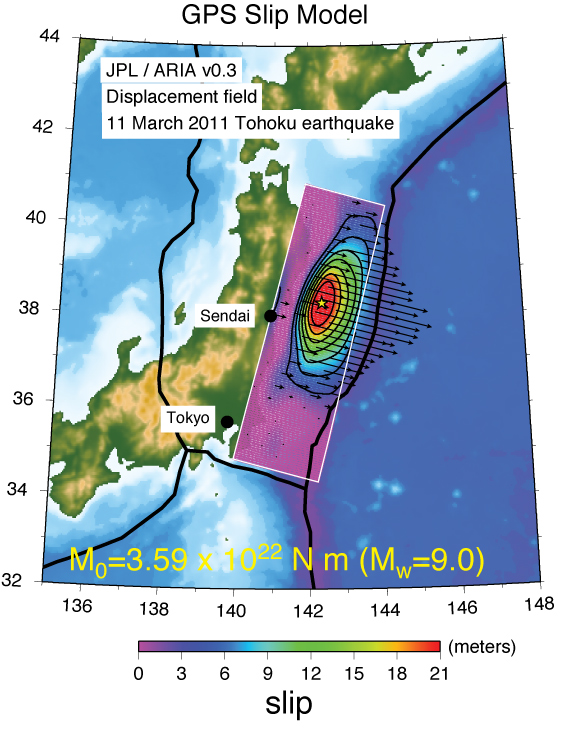 GPS Slip Model
JPL / ARIA v0.3
Displacement field
11 March 2011 Tohoku earthquake
44
42
40
38
36
34
32
Sendai
Tokyo
M₀=3.59 x 10²² N m (Mw=9.0)
136 138 140 142 144 146 148
(meters)
0 3 6 9 12 15 18 21
slip